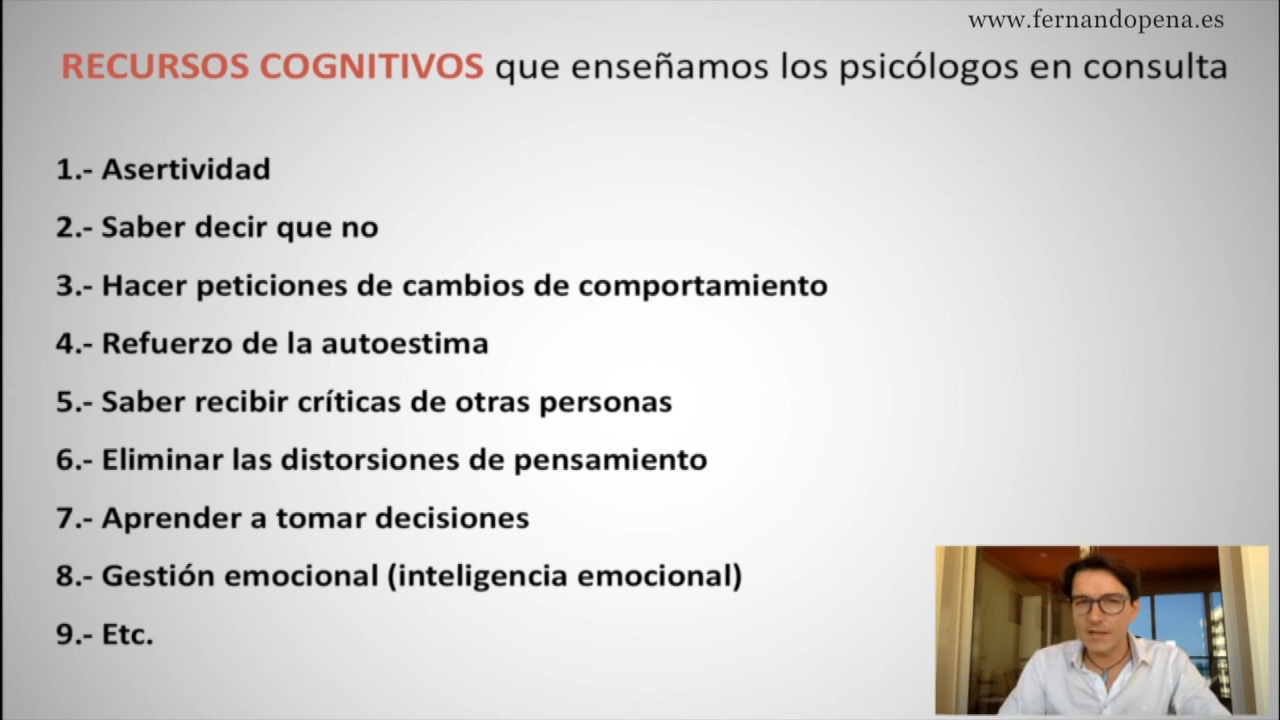 www.fernandopena.es
RECURSOS COGNITIVOS que enseñamos los psicólogos en consulta
1.- Asertividad
2.- Saber decir que no
3.- Hacer peticiones de cambios de comportamiento
4.- Refuerzo de la autoestima
5.- Saber recibir críticas de otras personas
6.- Eliminar las distorsiones de pensamiento
7.- Aprender a tomar decisiones
8.- Gestión emocional (inteligencia emocional)
9.- Etc.